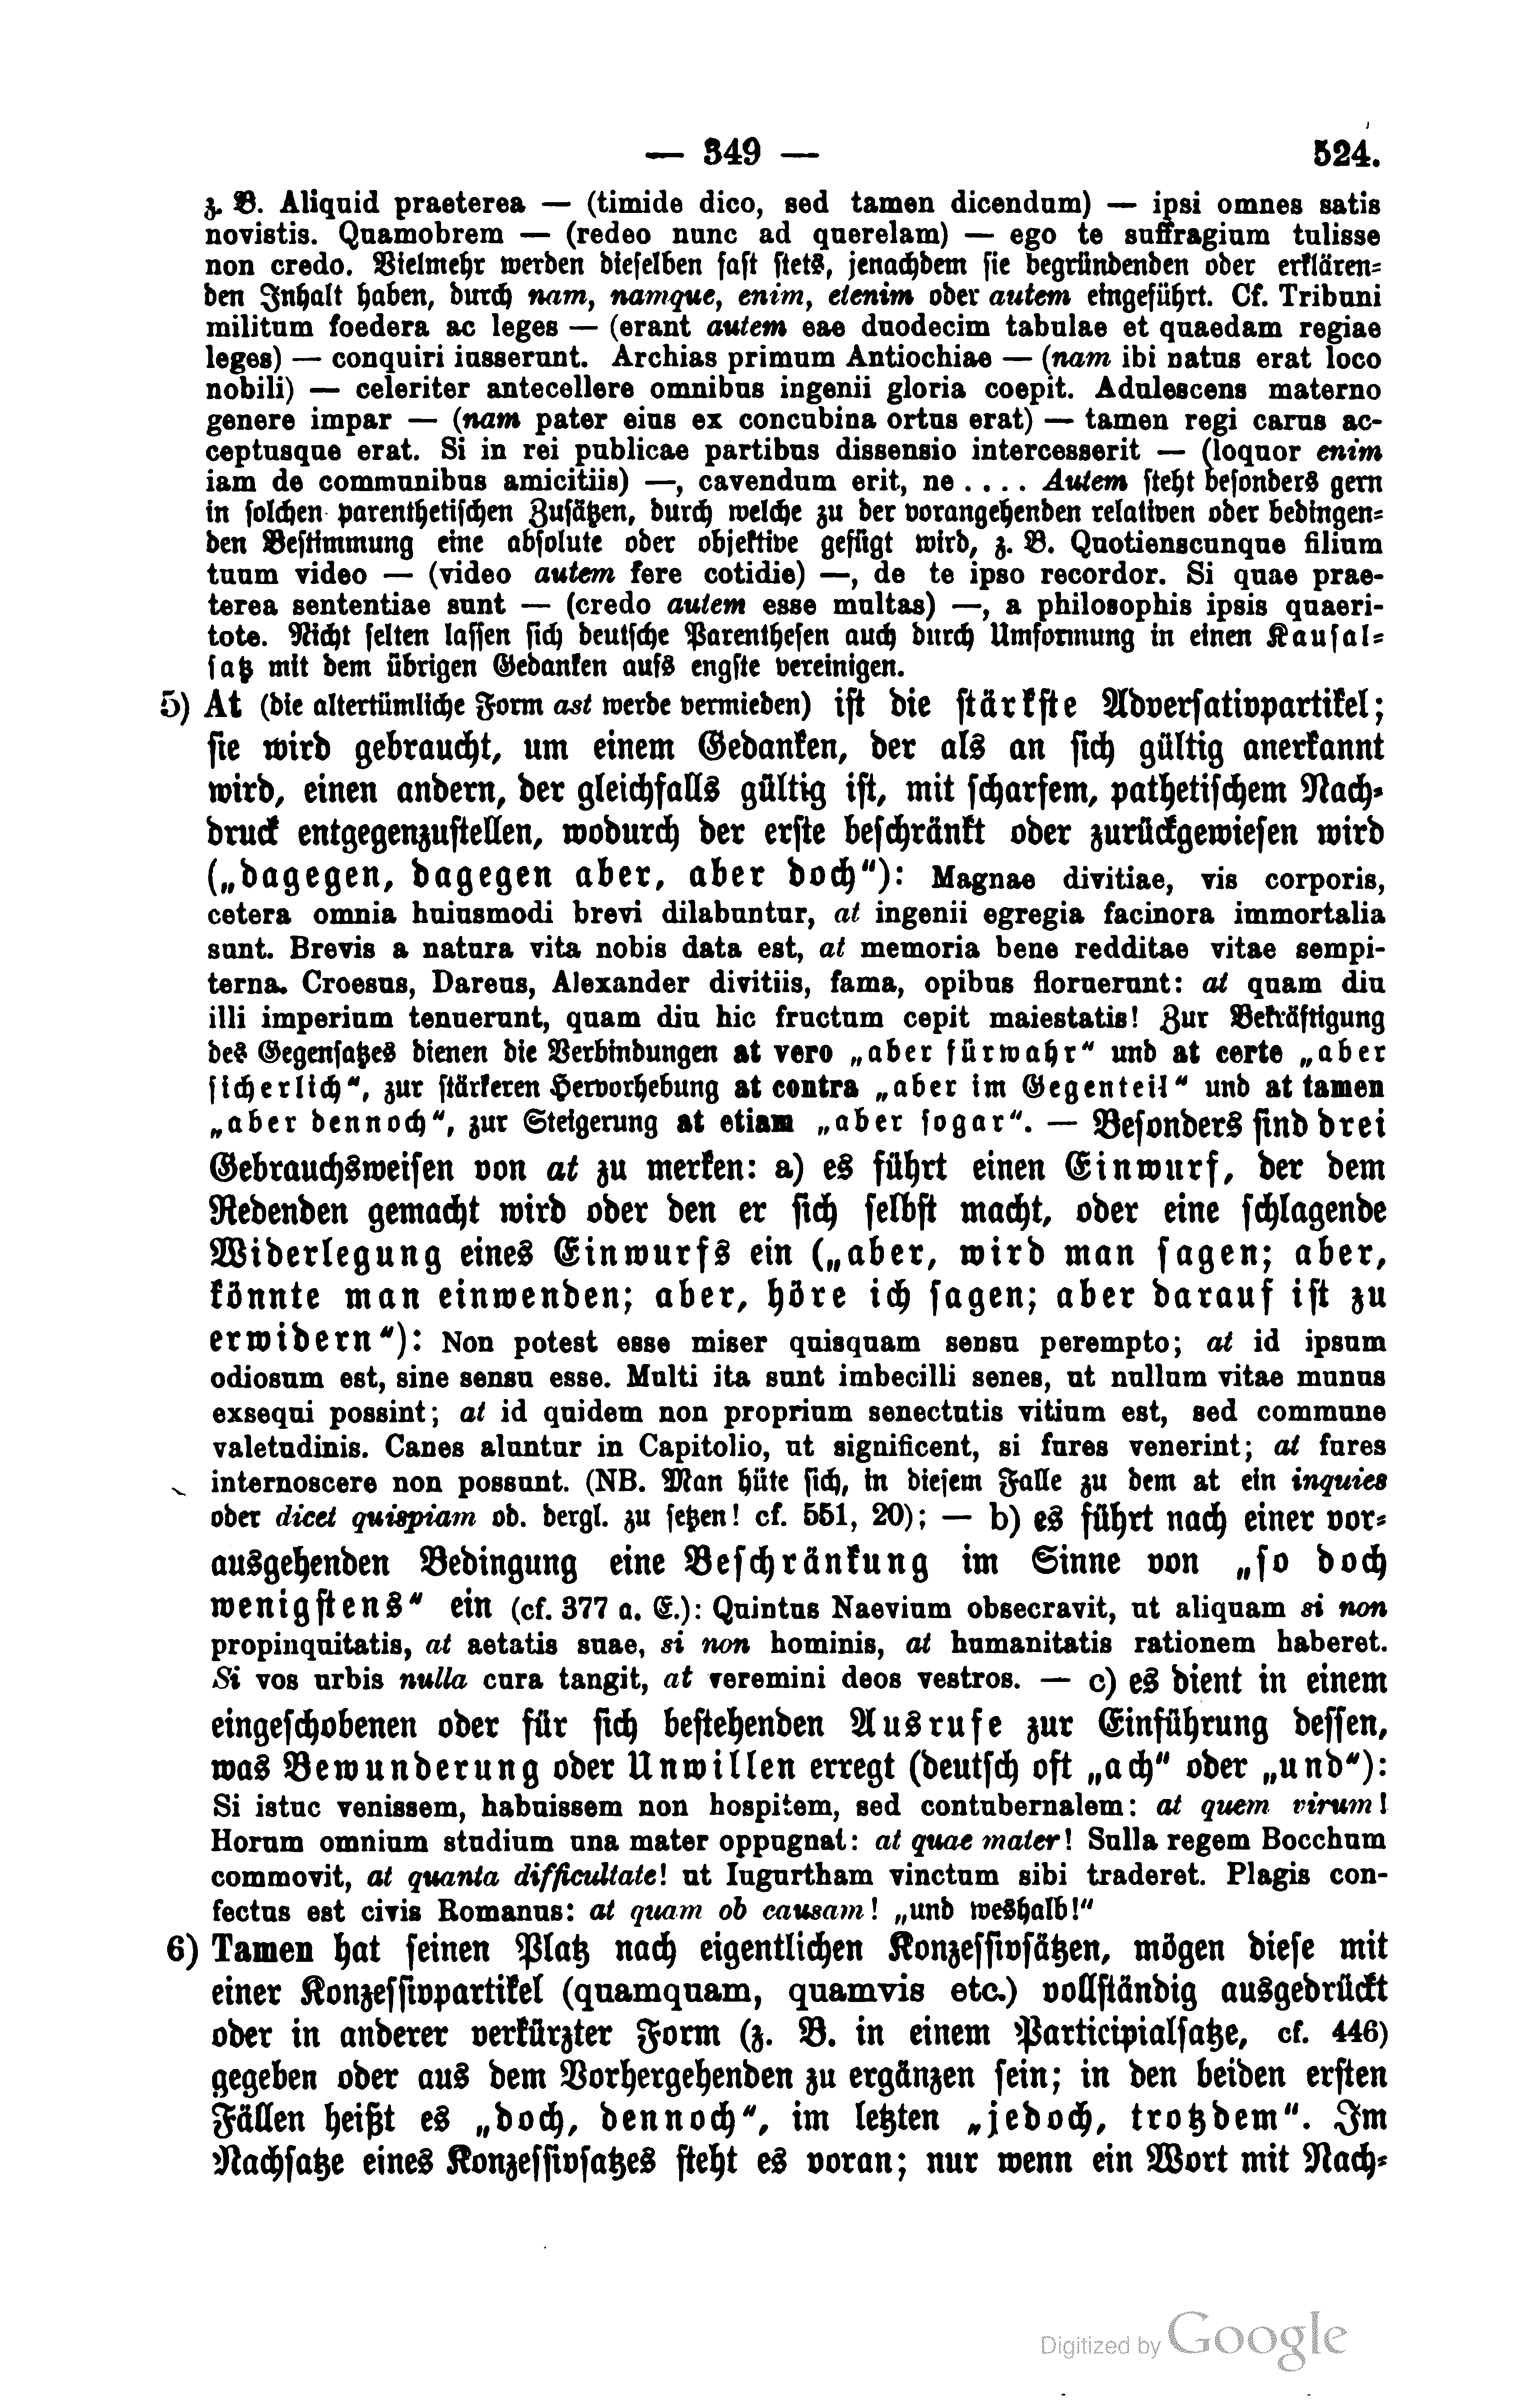 — 349 — 524.
z. B. Aliquid praeterea — (timide dico, sed tamen dicendum) — ipsi omnes satis
novistis. Quamobrem — (redeo nunc ad querelam) — ego te suffragium tulisse
non credo. Vielmehr werden dieselben fast stets, jenachdem sie begründenden oder erklären-
den Inhalt haben, durch nam, namque, enim, etenim oder autem eingeführt. Cf. Tribuni
militum foedera ac leges — (erant autem eae duodecim tabulae et quaedam regiae
leges) — conquiri iusserunt. Archias primum Antiochiae — (nam ibi natus erat loco
nobili) — celeriter antecellere omnibus ingenii gloria coepit. Adulescens materno
genere impar — (nam pater eius ex concubina ortus erat) — tamen regi carus ac-
ceptusque erat. Si in rei publicae partibus dissensio intercesserit — (loquor enim
iam de communibus amicitiis) —, cavendum erit, ne . . . . Autem steht besonders gern
in solchen parenthetischen Zusätzen, durch welche zu der vorangehenden relativen oder bedingen-
den Bestimmung eine absolute oder objektive gefügt wird, z. B. Quotienscunque filium
tuum video — (video autem fere cotidie) —, de te ipso recordor. Si quae prae-
terea sententiae sunt — (credo autem esse multas) —, a philosophis ipsis quaeri-
tote. Nicht selten lassen sich deutsche Parenthesen auch durch Umformung in einen Kausal-
satz mit dem übrigen Gedanken aufs engste vereinigen.
5) At (die altertümliche Form ast werde vermieden) ist die stärkste Adversativpartikel;
sie wird gebraucht, um einem Gedanken, der als an sich gültig anerkannt
wird, einen andern, der gleichfalls gültig ist, mit scharfem, pathetischem Nach-
druck entgegenzustellen, wodurch der erste beschränkt oder zurückgewiesen wird
(„dagegen, dagegen aber, aber doch“): Magnae divitiae, vis corporis,
cetera omnia huiusmodi brevi dilabuntur, at ingenii egregia facinora immortalia
sunt. Brevis a natura vita nobis data est, at memoria bene redditae vitae sempi-
terna. Croesus, Dareus, Alexander divitiis, fama, opibus floruerunt: at quam diu
illi imperium tenuerunt, quam diu hic fructum cepit maiestatis! Zur Bekräftigung
des Gegensatzes dienen die Verbindungen at vero „aber fürwahr“ und at certe „aber
sicherlich“, zur stärkeren Hervorhebung at contra „aber im Gegenteil“ und at tamen
„aber dennoch“, zur Steigerung at etiam „aber sogar“. — Besonders sind drei
Gebrauchsweisen von at zu merken: a) es führt einen Einwurf, der dem
Redenden gemacht wird oder den er sich selbst macht, oder eine schlagende
Widerlegung eines Einwurfs ein („aber, wird man sagen; aber,
könnte man einwenden; aber, höre ich sagen; aber darauf ist zu
erwidern“): Non potest esse miser quisquam sensu perempto; at id ipsum
odiosum est, sine sensu esse. Multi ita sunt imbecilli senes, ut nullum vitae munus
exsequi possint; at id quidem non proprium senectutis vitium est, sed commune
valetudinis. Canes aluntur in Capitolio, ut significent, si fures venerint; at fures
internoscere non possunt. (NB. Man hüte sich, in diesem Falle zu dem at ein inquies
oder dicet quispiam od. dergl. zu setzen! cf. 551, 20); — b) es führt nach einer vor-
ausgehenden Bedingung eine Beschränkung im Sinne von „so doch
wenigstens“ ein (cf. 377 a. E.): Quintus Naevium obsecravit, ut aliquam si non
propinquitatis, at aetatis suae, si non hominis, at humanitatis rationem haberet.
Si vos urbis nulla cura tangit, at veremini deos vestros. — c) es dient in einem
eingeschobenen oder für sich bestehenden Ausrufe zur Einführung dessen,
was Bewunderung oder Unwillen erregt (deutsch oft „ach“ oder „und“):
Si istuc venissem, habuissem non hospitem, sed contubernalem: at quem virum!
Horum omnium studium una mater oppugnat: at quae mater! Sulla regem Bocchum
commovit, at quanta difficultate! ut Iugurtham vinctum sibi traderet. Plagis con-
fectus est civis Romanus: at quam ob causam! „und weshalb!“
6) Tamen hat seinen Platz nach eigentlichen Konzessivsätzen, mögen diese mit
einer Konzessivpartikel (quamquam, quamvis etc.) vollständig ausgedrückt
oder in anderer verkürzter Form (z. B. in einem Participialsatze, cf. 446)
gegeben oder aus dem Vorhergehenden zu ergänzen sein; in den beiden ersten
Fällen heißt es „doch, dennoch“, im letzten „jedoch, trotzdem“. Im
Nachsatze eines Konzessivsatzes steht es voran; nur wenn ein Wort mit Nach-
Digitized by Google